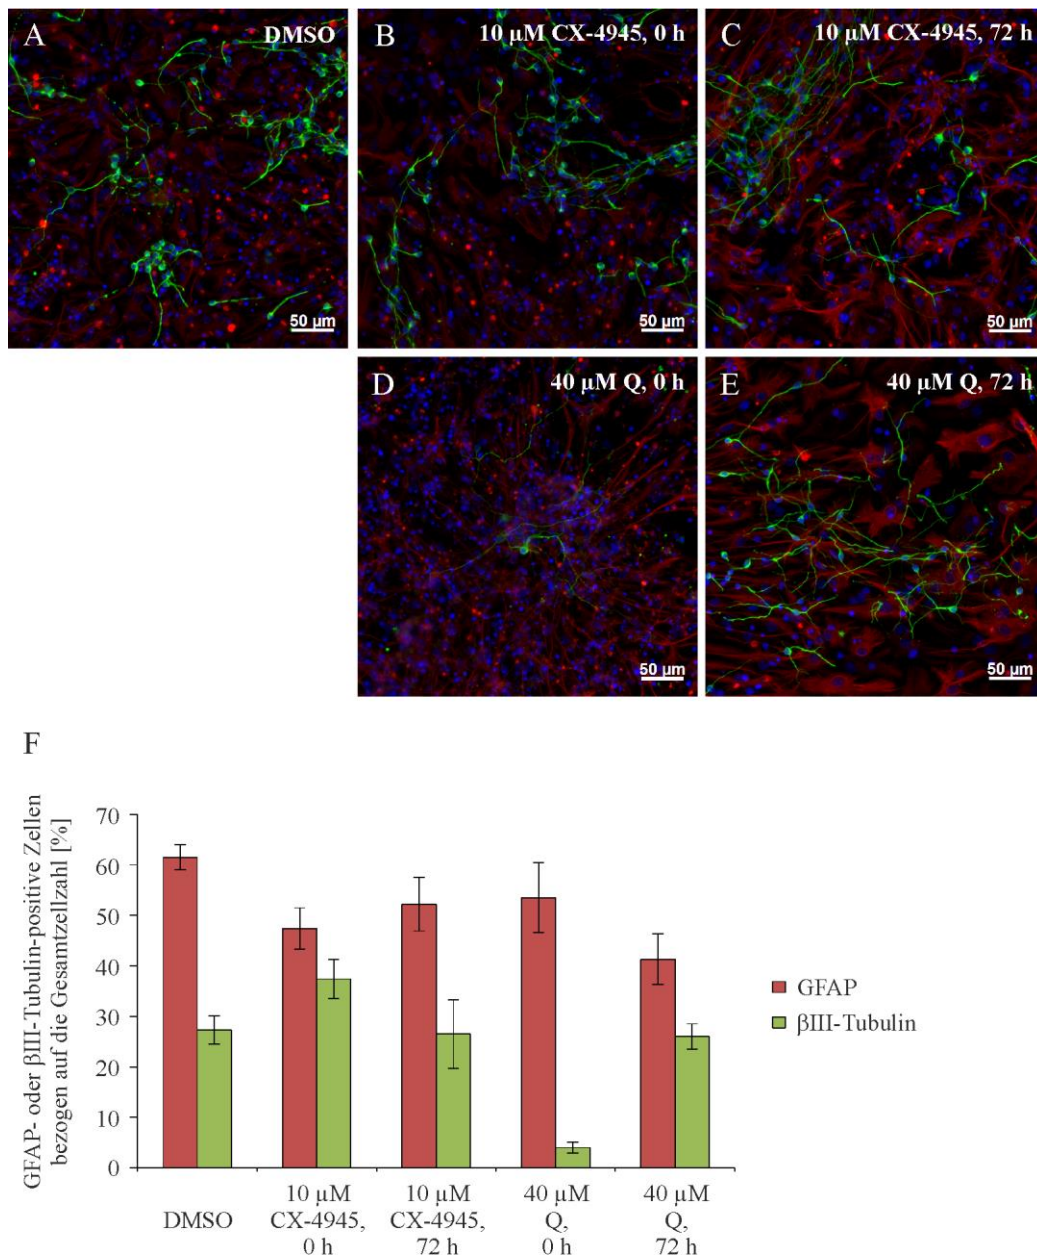 A
DMSO
B
10 µM CX-4945, 0 h
C
10 µM CX-4945, 72 h
50 µm
50 µm
50 µm
D
40 µM Q, 0 h
E
40 µM Q, 72 h
50 µm
50 µm
F
GFAP- oder βIII-Tubulin-positive Zellen
bezogen auf die Gesamtzellzahl [%]
70
60
50
40
30
20
10
0
GFAP
βIII-Tubulin
DMSO
10 µM
CX-4945,
0 h
10 µM
CX-4945,
72 h
40 µM
Q,
0 h
40 µM
Q,
72 h